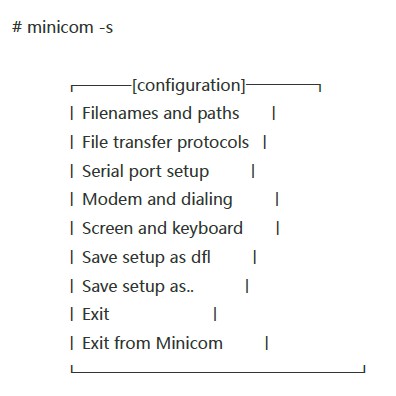 # minicom -s
┌─────[configuration]──────┐
| Filenames and paths |
| File transfer protocols |
| Serial port setup |
| Modem and dialing |
| Screen and keyboard |
| Save setup as dfl |
| Save setup as.. |
| Exit |
| Exit from Minicom |
└──────────────────────────┘